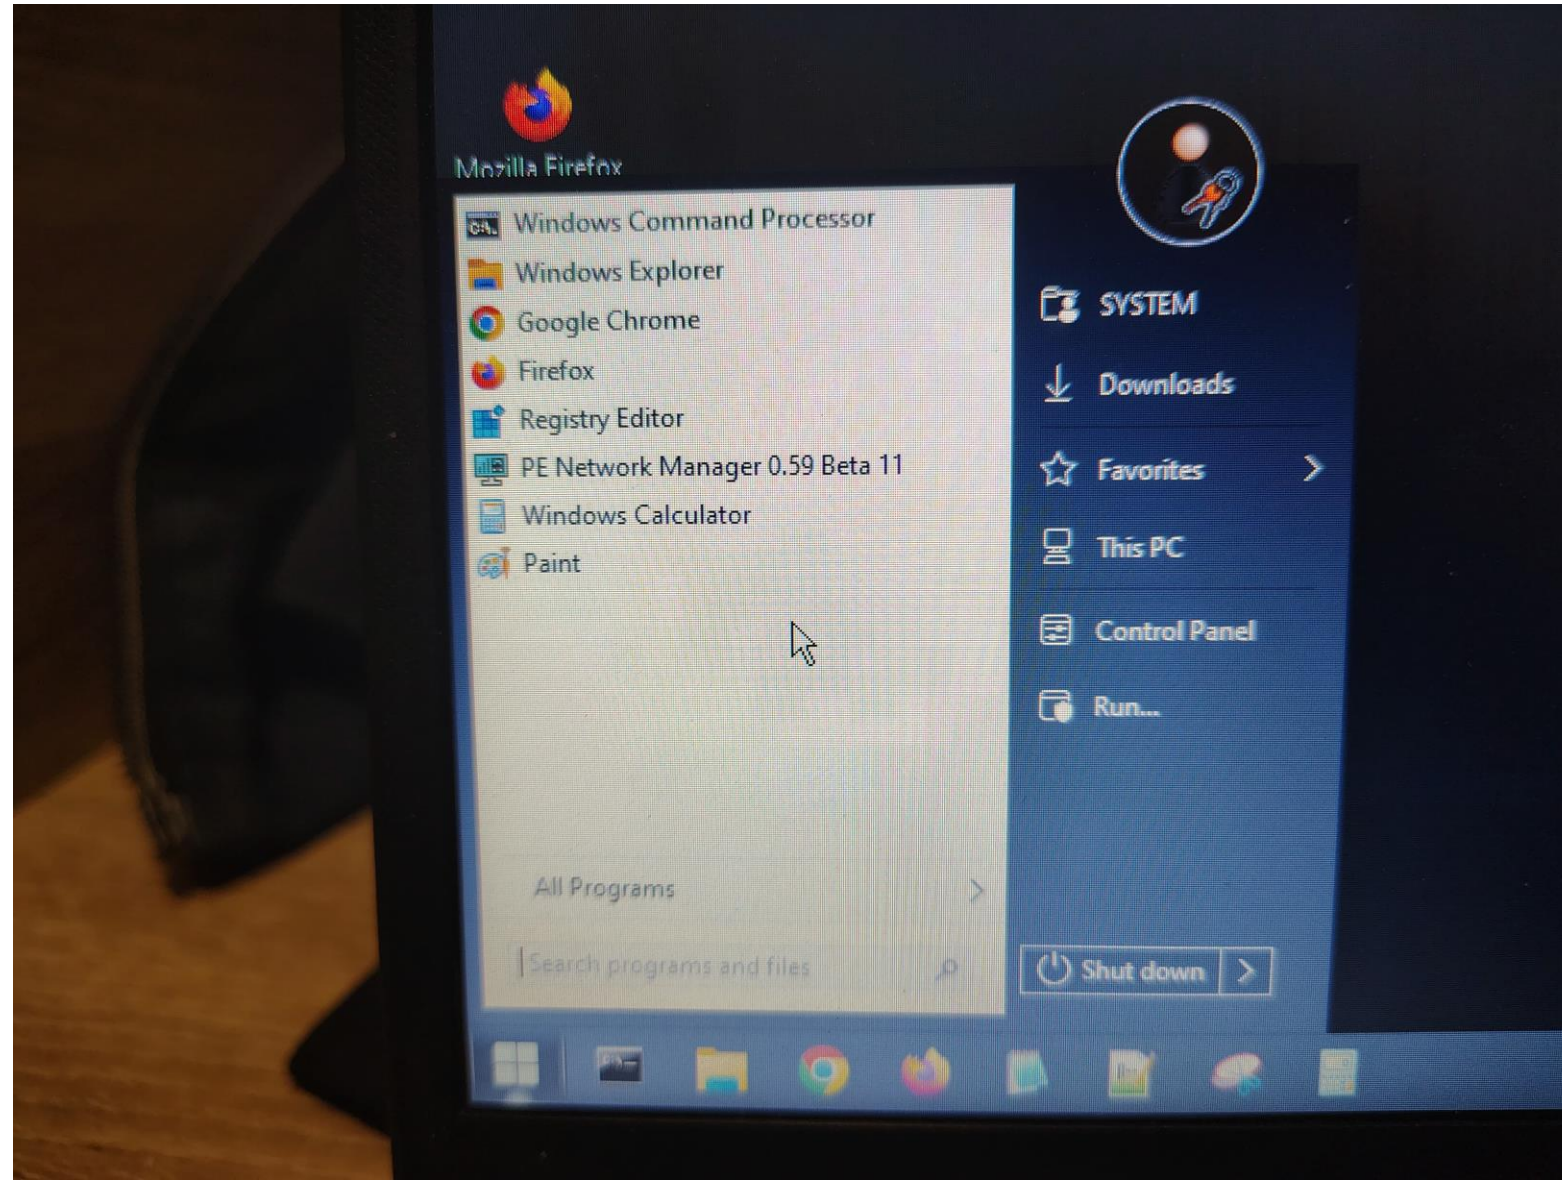 Mozilla Firefox
Windows Command Processor
Windows Explorer
Google Chrome
Firefox
Registry Editor
PE Network Manager 0.59 Beta 11
Windows Calculator
Paint
All Programs
Search programs and files
SYSTEM
Downloads
Favorites
This PC
Control Panel
Run...
Shut down